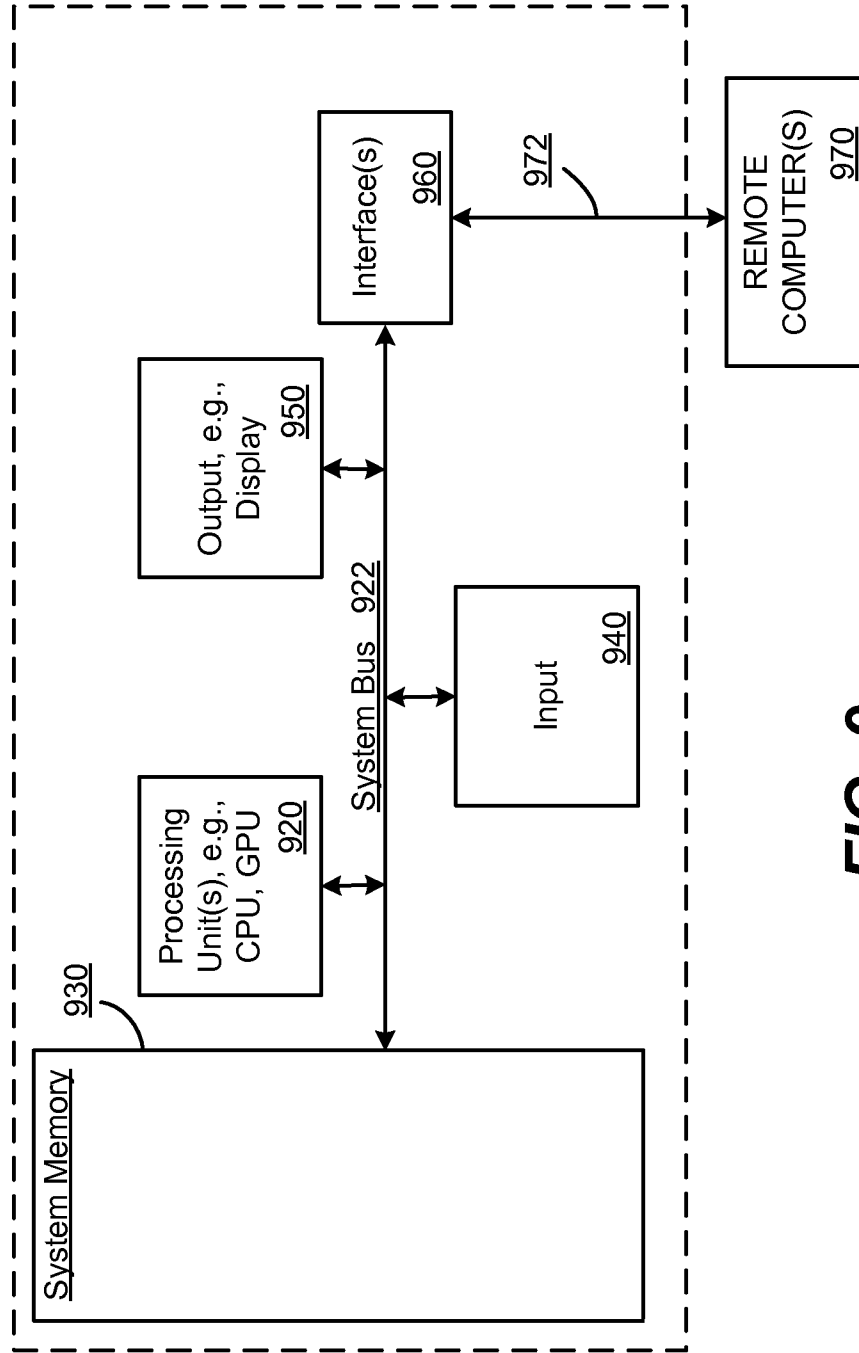 System Memory
930
Processing
Unit(s), e.g.,
CPU, GPU
920
Output, e.g.,
Display
950
System Bus 922
Interface(s)
960
Input
940
972
REMOTE
COMPUTER(S)
970
FIG.